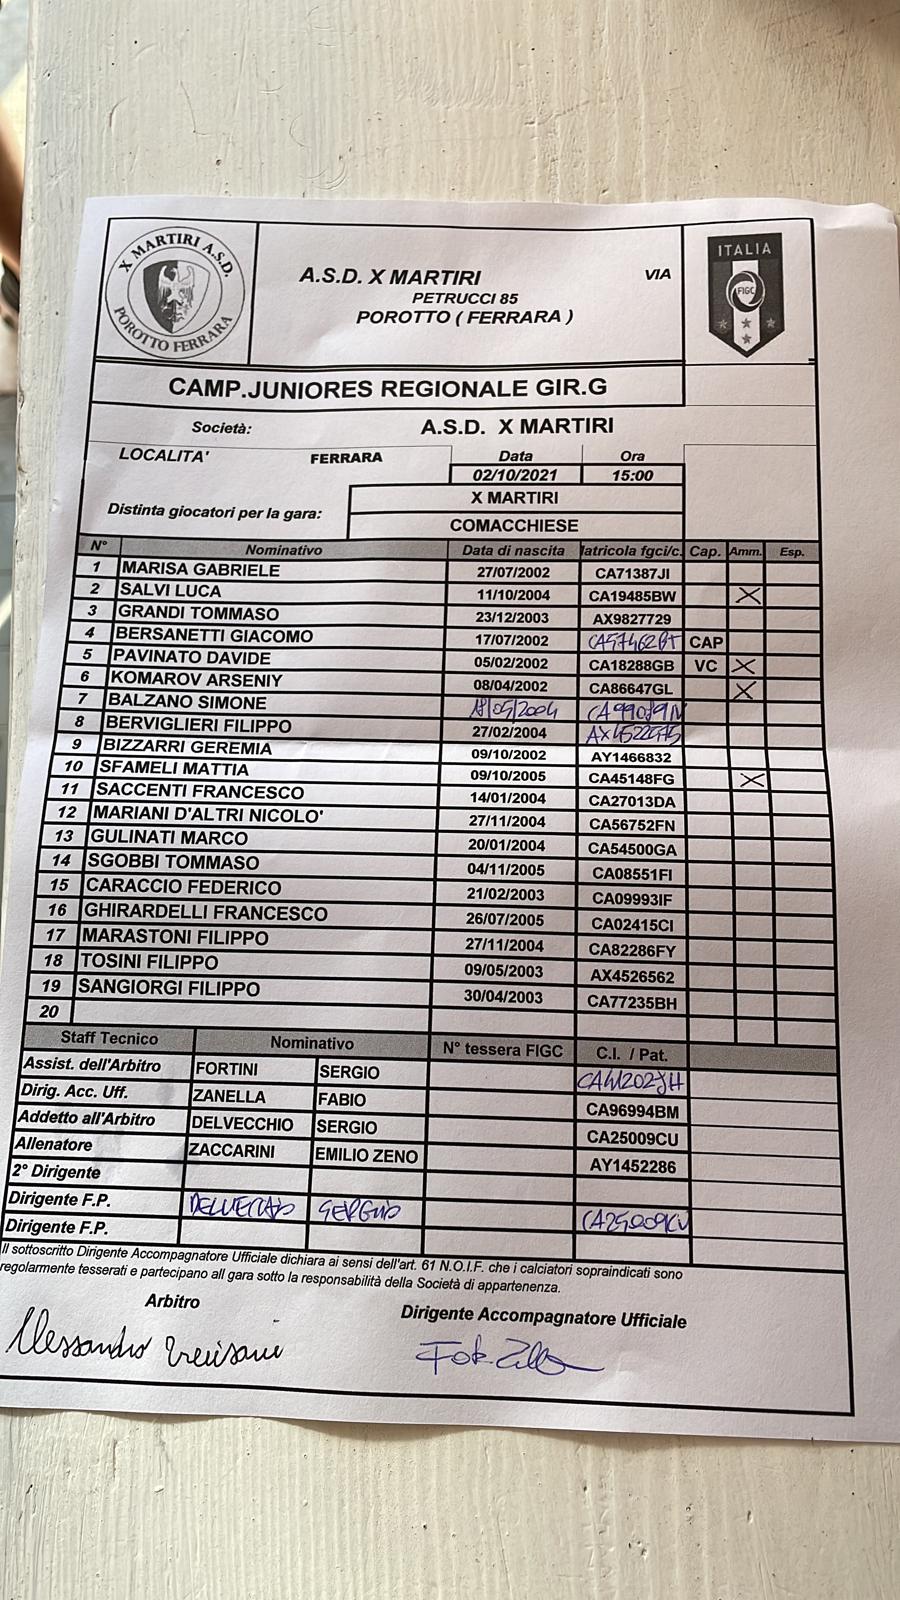 X MARTIRI A.S.D.
POROTTO FERRARA
A.S.D. X MARTIRI VIA
PETRUCCI 85
POROTTO ( FERRARA )
ITALIA
FIGC
CAMP.JUNIORES REGIONALE GIR.G
Società: A.S.D. X MARTIRI
LOCALITA' FERRARA Data Ora
02/10/2021 15:00
Distinta giocatori per la gara: X MARTIRI
COMACCHIESE
N° Nominativo Data di nascita latricola fgci/c. Cap. Amm. Esp.
1 MARISA GABRIELE 27/07/2002 CA71387JI
2 SALVI LUCA 11/10/2004 CA19485BW X
3 GRANDI TOMMASO 23/12/2003 AX9827729
4 BERSANETTI GIACOMO 17/07/2002 CA57462BT CAP
5 PAVINATO DAVIDE 05/02/2002 CA18288GB VC X
6 KOMAROV ARSENIY 08/04/2002 CA86647GL X
7 BALZANO SIMONE 18/05/2004
8 BERVIGLIERI FILIPPO 27/02/2004
9 BIZZARRI GEREMIA 09/10/2002 AY1466832
10 SFAMELI MATTIA 09/10/2005 CA45148FG X
11 SACCENTI FRANCESCO 14/01/2004 CA27013DA
12 MARIANI D'ALTRI NICOLO' 27/11/2004 CA56752FN
13 GULINATI MARCO 20/01/2004 CA54500GA
14 SGOBBI TOMMASO 04/11/2005 CA08551FI
15 CARACCIO FEDERICO 21/02/2003 CA09993IF
16 GHIRARDELLI FRANCESCO 26/07/2005 CA02415CI
17 MARASTONI FILIPPO 27/11/2004 CA82286FY
18 TOSINI FILIPPO 09/05/2003 AX4526562
19 SANGIORGI FILIPPO 30/04/2003 CA77235BH
20
Staff Tecnico Nominativo N° tessera FIGC C.I. / Pat.
Assist. dell'Arbitro FORTINI SERGIO CA41202JH
Dirig. Acc. Uff. ZANELLA FABIO CA96994BM
Addetto all'Arbitro DELVECCHIO SERGIO CA25009CU
Allenatore ZACCARINI EMILIO ZENO AY1452286
2° Dirigente
Dirigente F.P. SERGIO CA25009CU
Dirigente F.P.
Il sottoscritto Dirigente Accompagnatore Ufficiale dichiara ai sensi dell'art. 61 N.O.I.F. che i calciatori sopraindicati sono
regolarmente tesserati e partecipano all gara sotto la responsabilità della Società di appartenenza.
Arbitro Dirigente Accompagnatore Ufficiale
Alessandro Trevisani